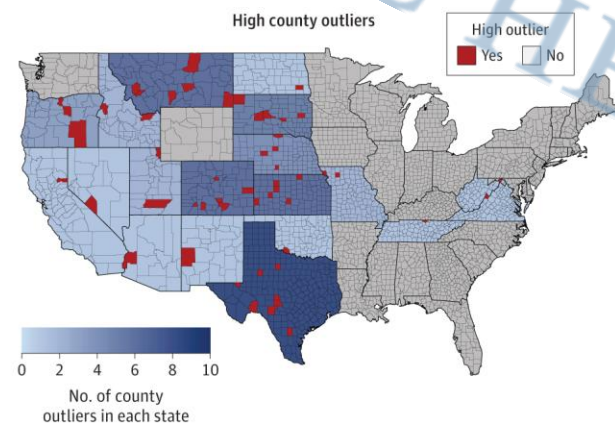 High county outliers
High outlier
Yes No
0 2 4 6 8 10
No. of county
outliers in each state